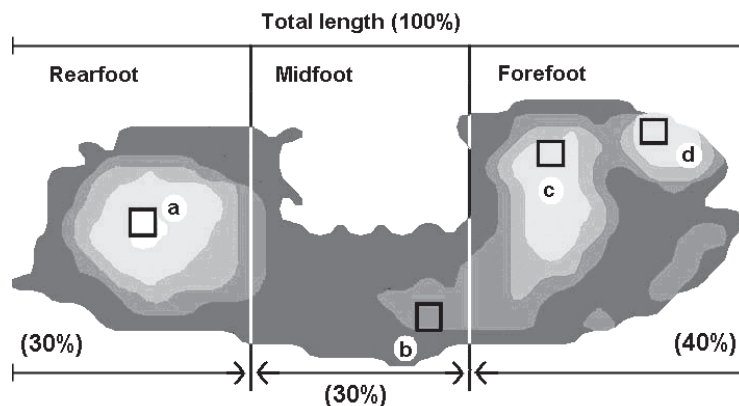 Total length (100%)
Rearfoot
Midfoot
Forefoot
a
b
c
d
(30%)
(30%)
(40%)